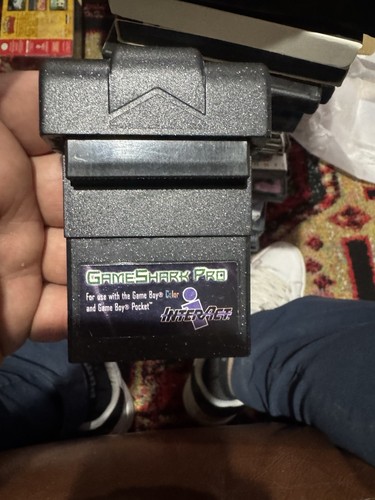 GAMESHARK PRO
For use with the Game Boy® Color
and Game Boy® Pocket™
INTERACT